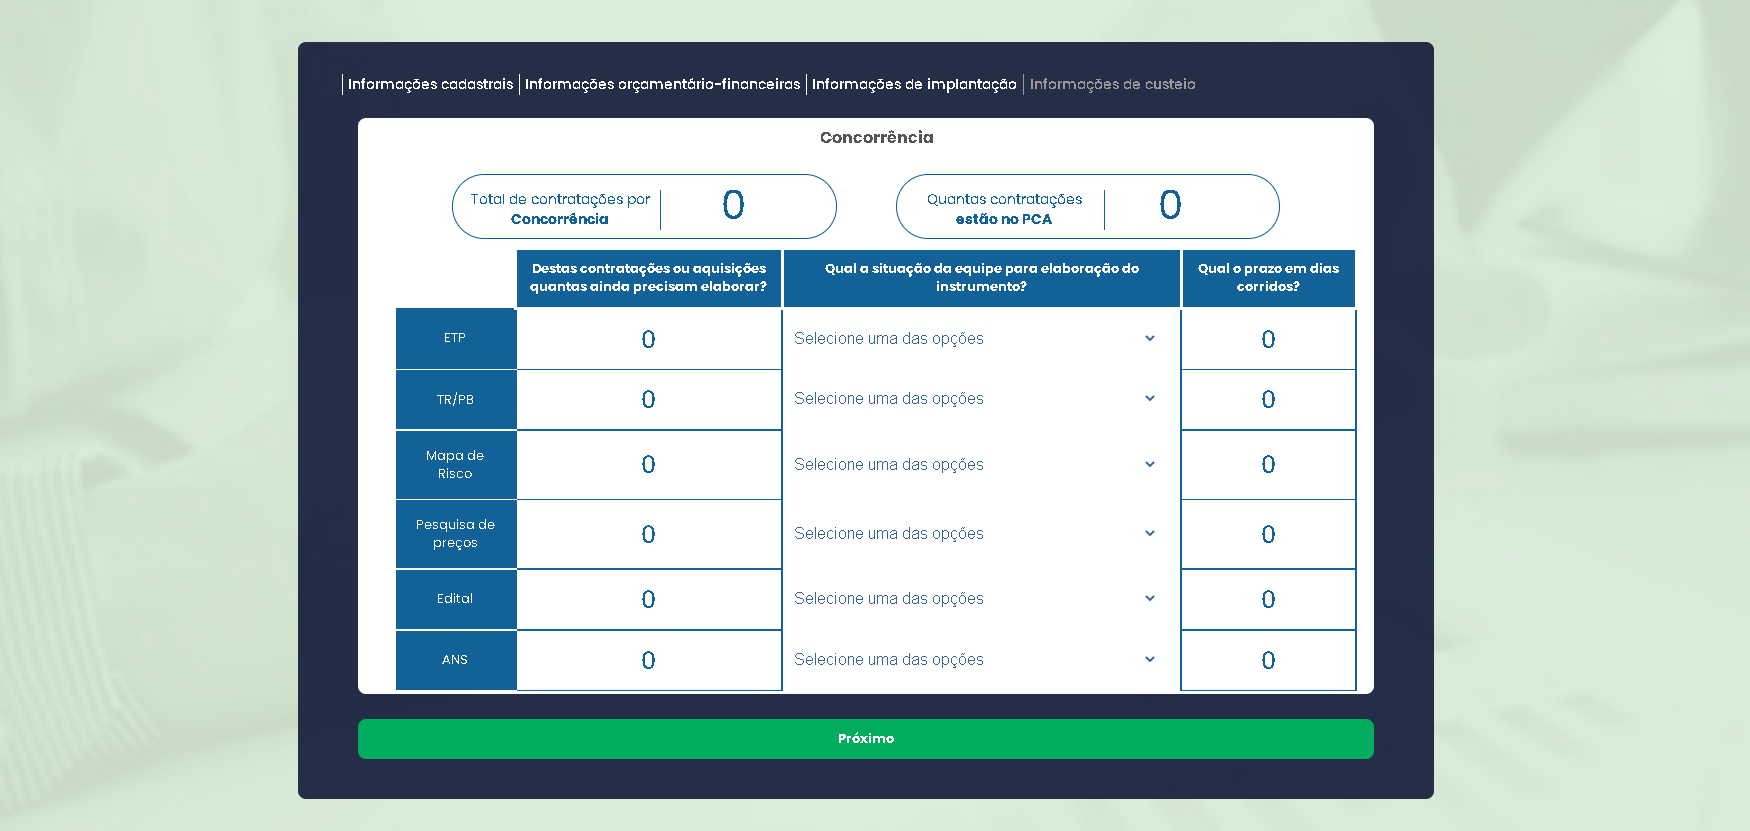 Informações cadastrais Informações orçamentário-financeiras Informações de implantação Informações de custeio
Concorrência
Total de contratações por
Concorrência
0
Quantas contratações
estão no PCA
0
Destas contratações ou aquisições
quantas ainda precisam elaborar?
Qual a situação da equipe para elaboração do
instrumento?
Qual o prazo em dias
corridos?
ETP 0 Selecione uma das opções 0
TR/PB 0 Selecione uma das opções 0
Mapa de
Risco
0 Selecione uma das opções 0
Pesquisa de
preços
0 Selecione uma das opções 0
Edital 0 Selecione uma das opções 0
ANS 0 Selecione uma das opções 0
Próximo